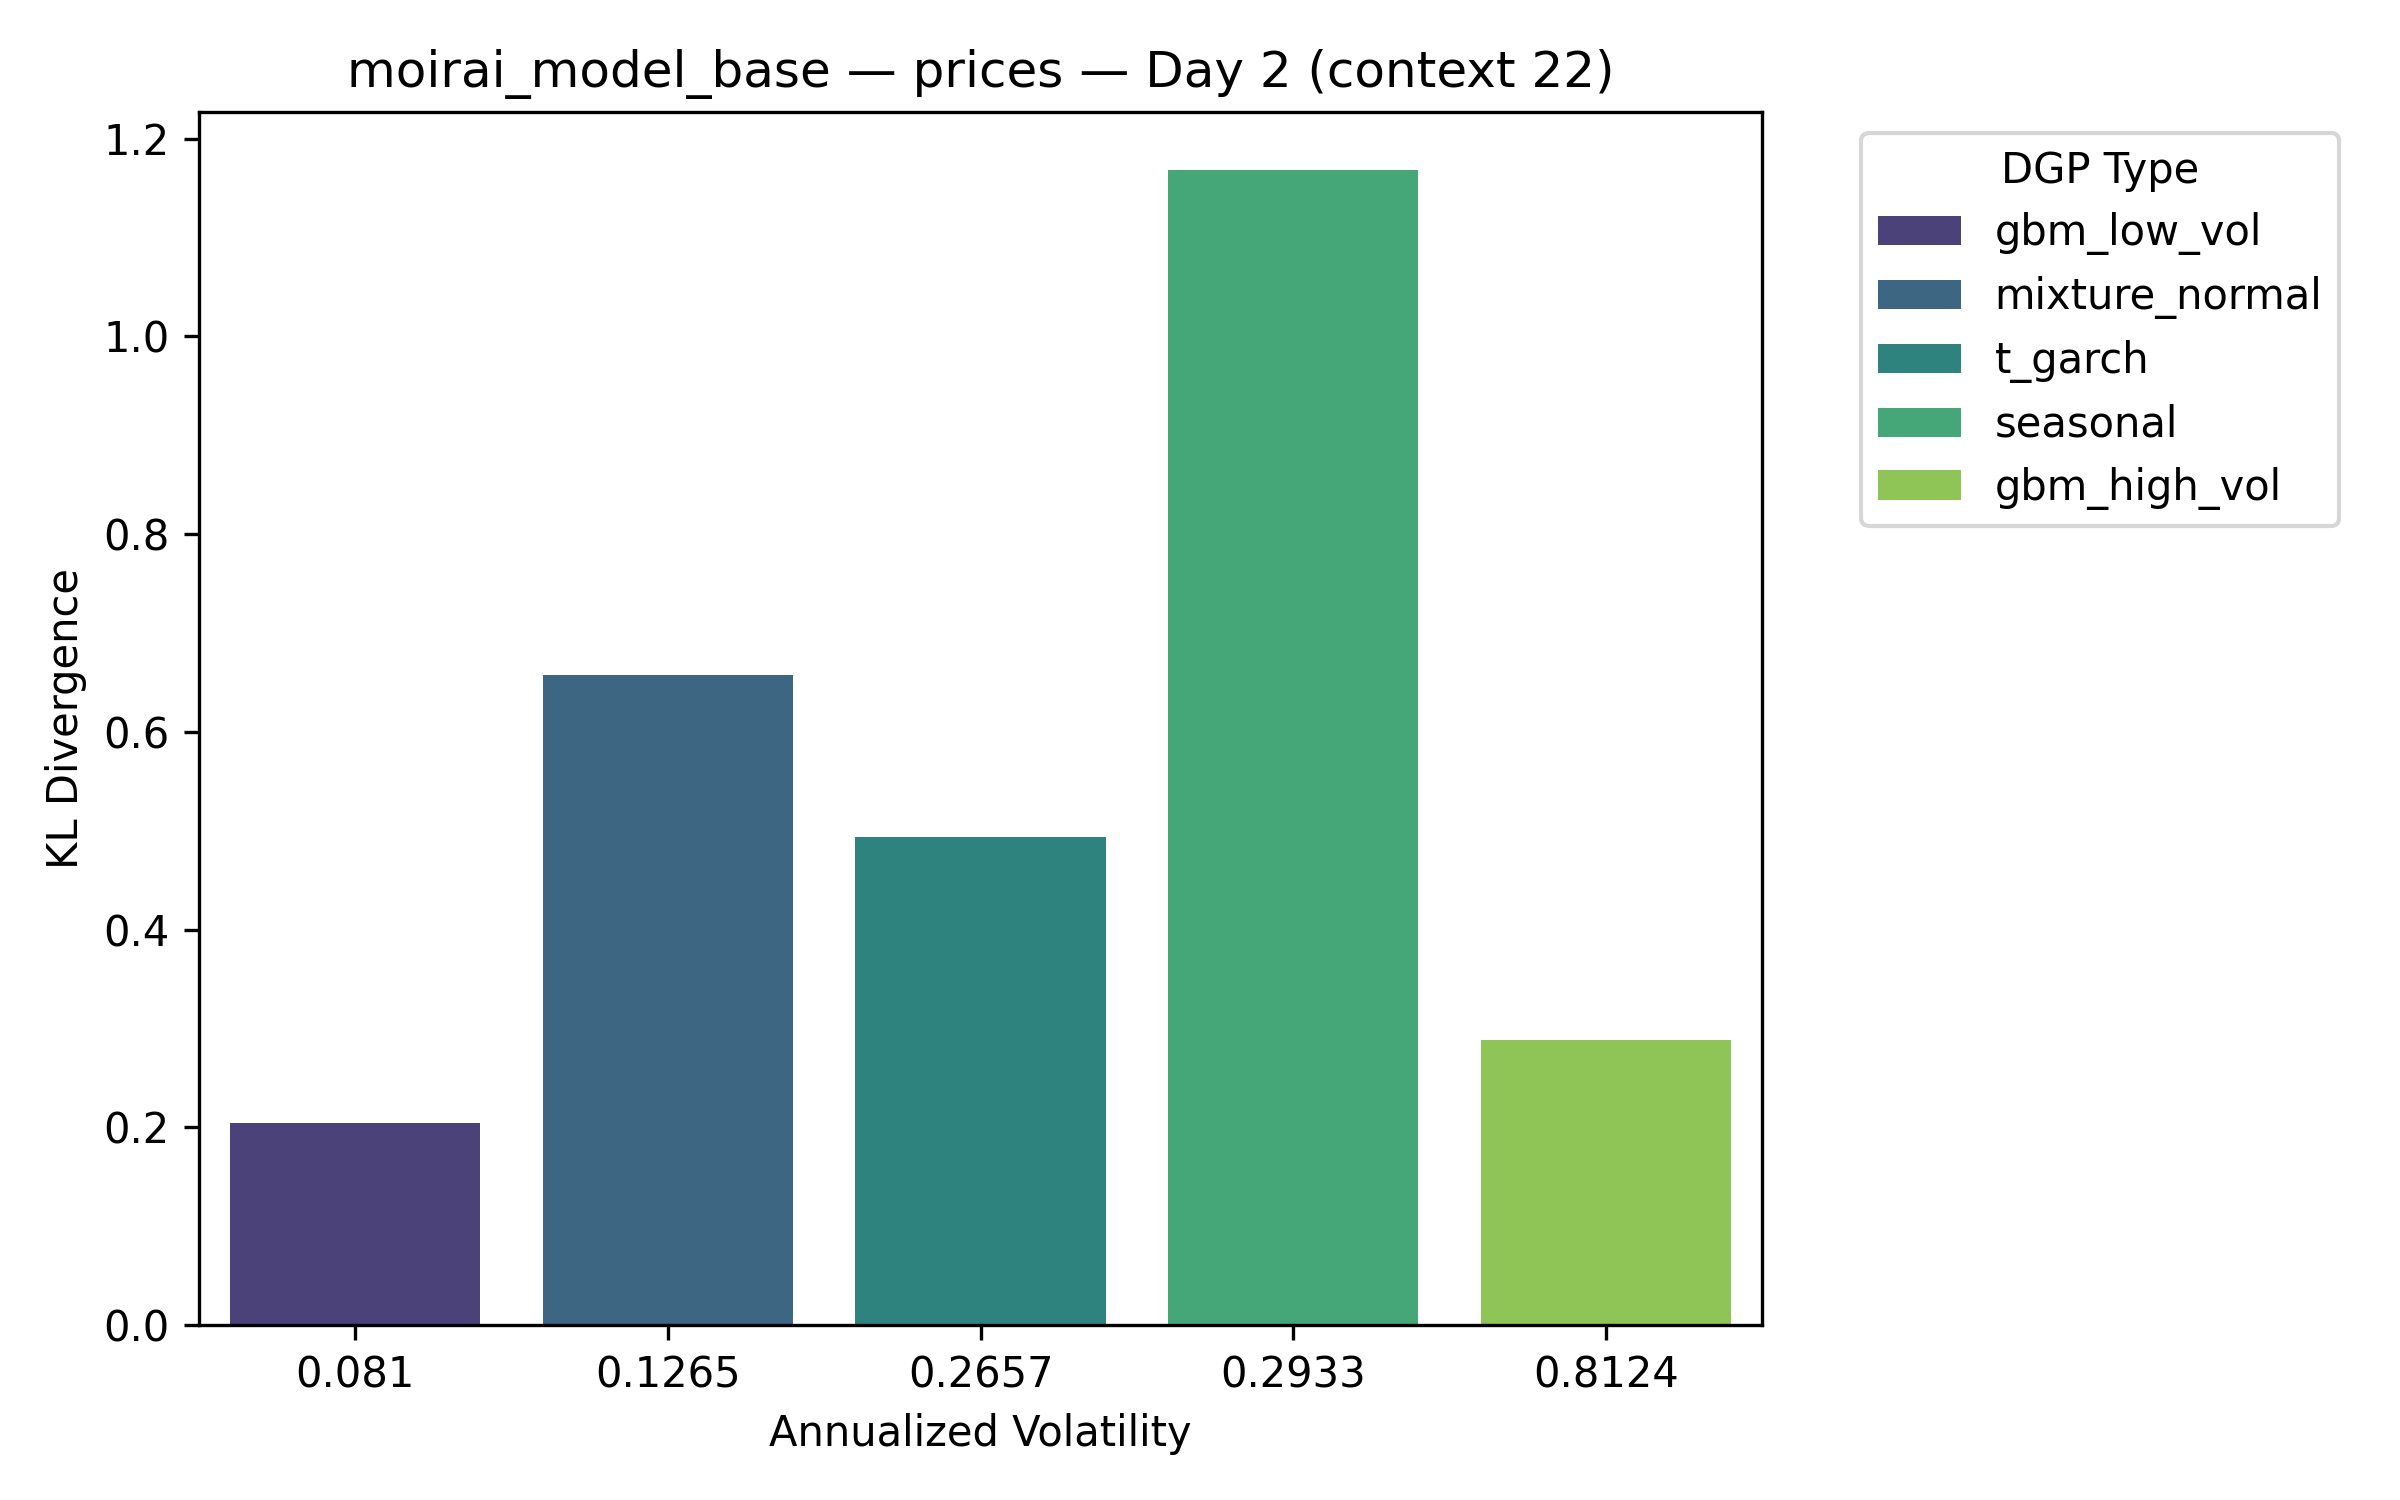 moirai_model_base — prices — Day 2 (context 22)
1.2
1.0
0.8
0.6
0.4
0.2
0.0
KL Divergence
0.081 0.1265 0.2657 0.2933 0.8124
Annualized Volatility
DGP Type
gbm_low_vol
mixture_normal
t_garch
seasonal
gbm_high_vol